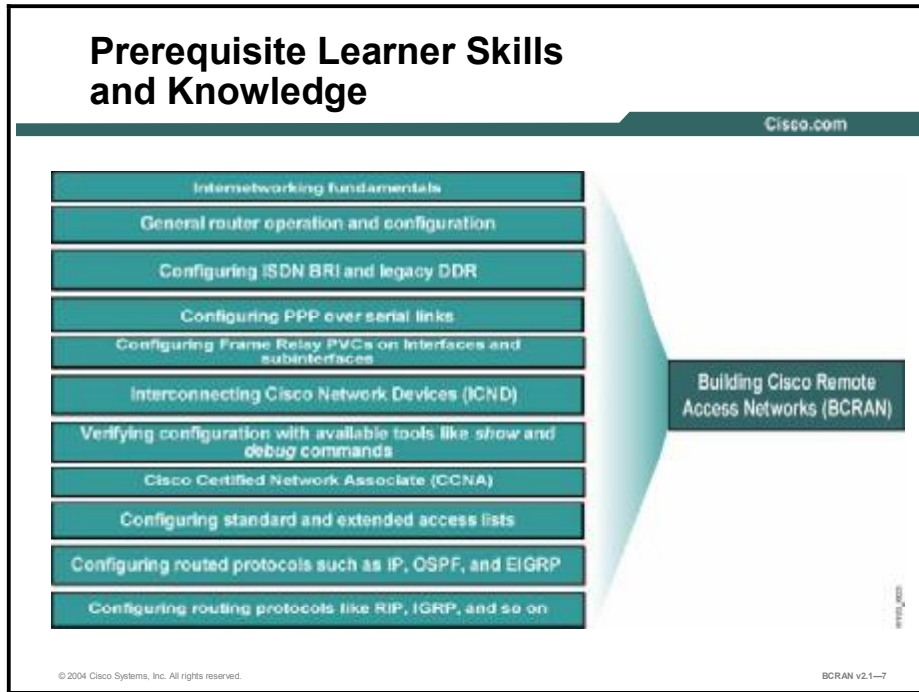 Prerequisite Learner Skills
and Knowledge
Cisco.com
Internetworking fundamentals
General router operation and configuration
Configuring ISDN BRI and legacy DDR
Configuring PPP over serial links
Configuring Frame Relay PVCs on Interfaces and
subinterfaces
Interconnecting Cisco Network Devices (ICND)
Verifying configuration with available tools like show and
debug commands
Cisco Certified Network Associate (CCNA)
Configuring standard and extended access lists
Configuring routed protocols such as IP, OSPF, and EIGRP
Configuring routing protocols like RIP, IGRP, and so on
Building Cisco Remote
Access Networks (BCRAN)
© 2004 Cisco Systems, Inc. All rights reserved.
BCRAN v2.1—7